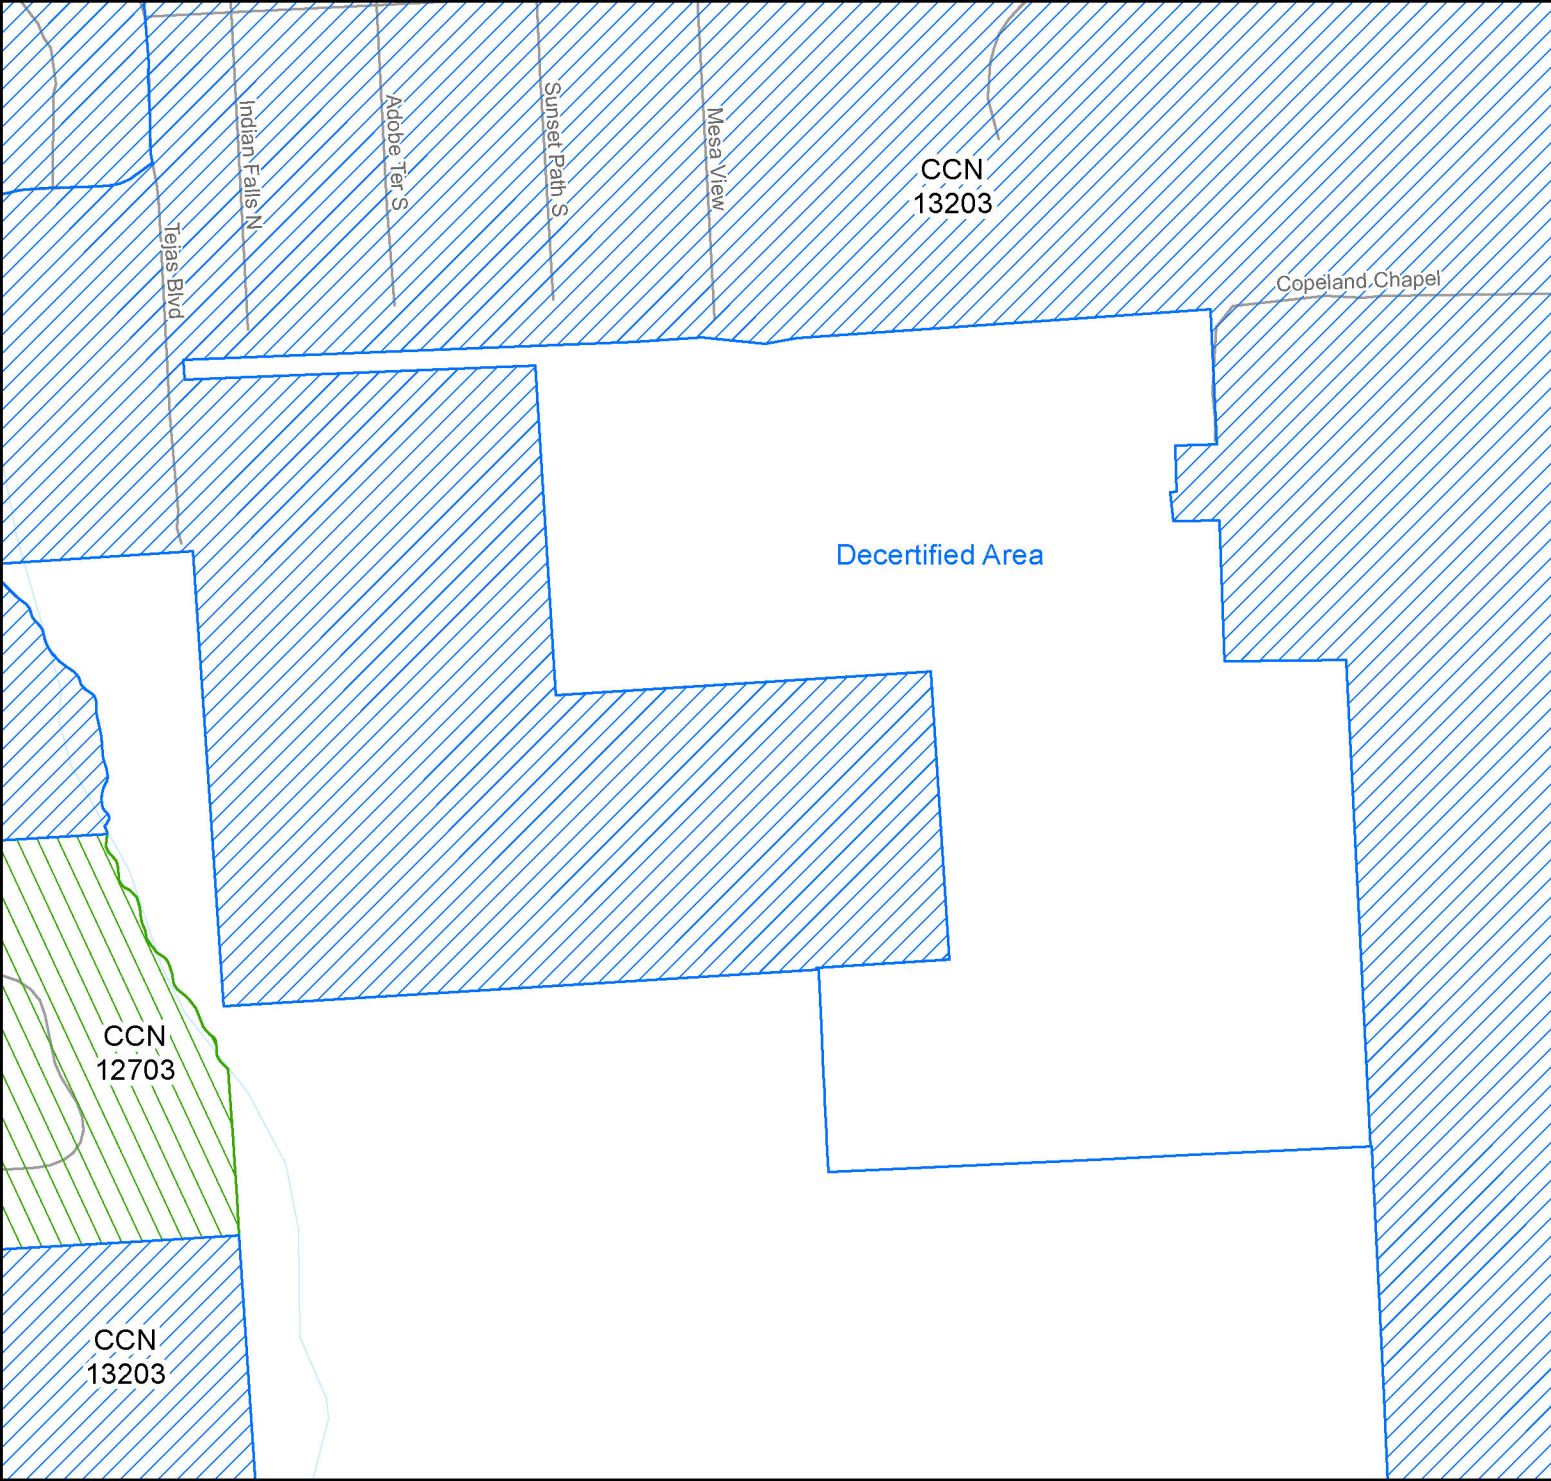 Indian Falls N
Adobe Ter S
Sunset Path S
Mesa View
CCN
13203
Tejas Blvd
Copeland Chapel
Decertified Area
CCN
12703
CCN
13203